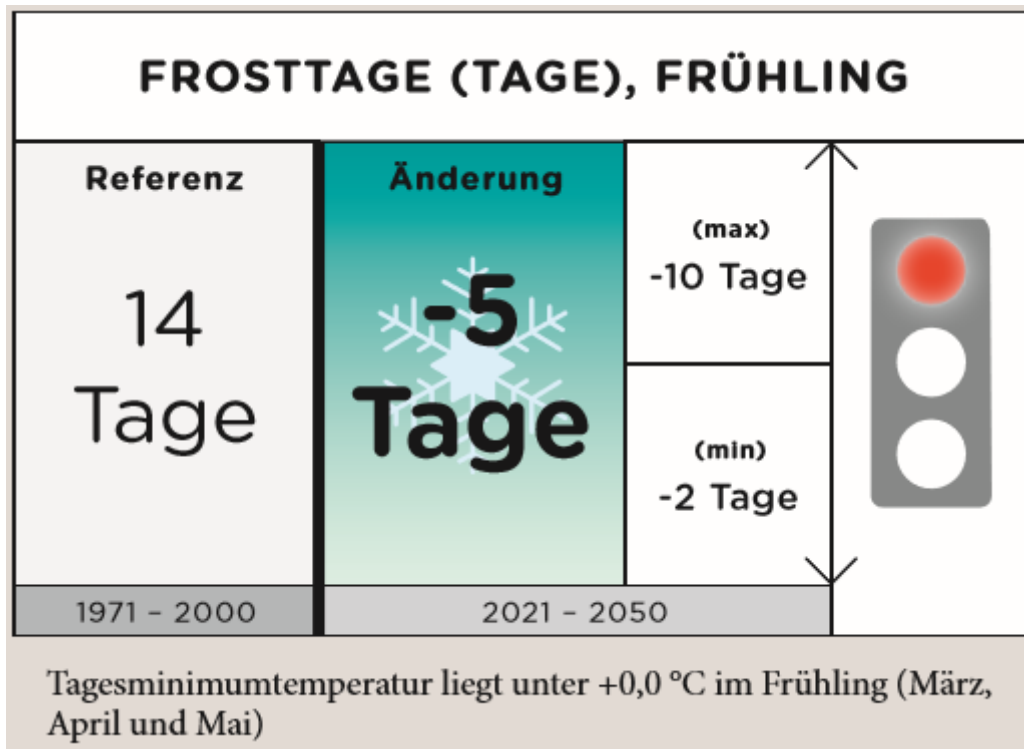 FROSTTAGE (TAGE), FRÜHLING
Referenz
14
Tage
1971 – 2000
Änderung
-5
Tage
(max)
-10 Tage
(min)
-2 Tage
2021 – 2050
Tagesminimumtemperatur liegt unter +0,0 °C im Frühling (März,
April und Mai)